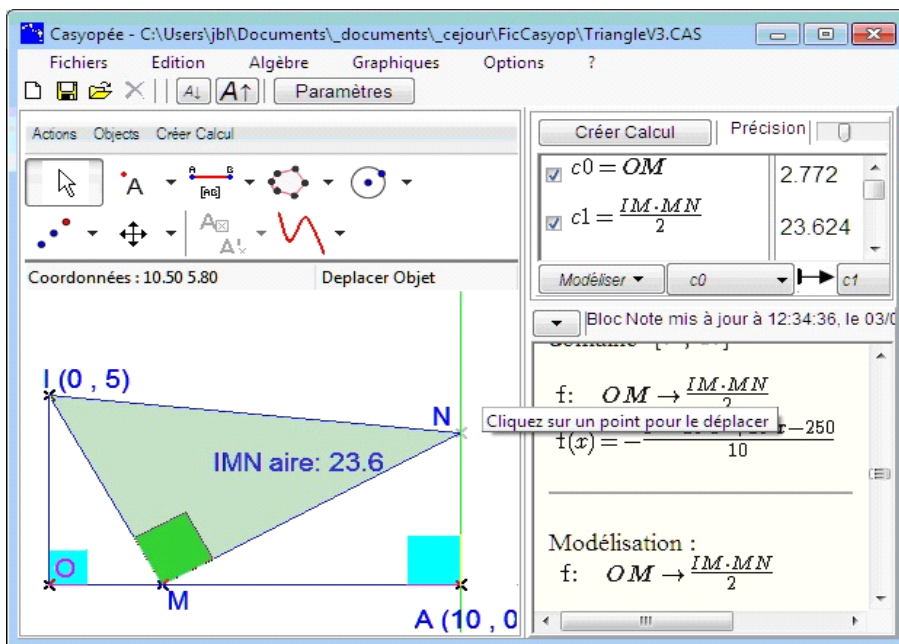 Casyopée - C:\Users\jbl\Documents\_documents\_cejour\FicCasyop\TriangleV3.CAS
Fichiers Edition Algèbre Graphiques Options ?
A↓ A↑ Paramètres
Actions Objects Créer Calcul
A
A B
[AB]
A
A'x
Coordonnées : 10.50 5.80 Deplacer Objet
I (0 , 5)
N
IMN aire: 23.6
O
M
A (10 , 0
Créer Calcul Précision
c0 = OM 2.772
c1 = IM·MN/2 23.624
Modéliser c0 c1
Bloc Note mis à jour à 12:34:36, le 03/0
f: OM → IM·MN/2
Cliquez sur un point pour le déplacer
f(x) = − x−250/10
Modélisation :
f: OM → IM·MN/2